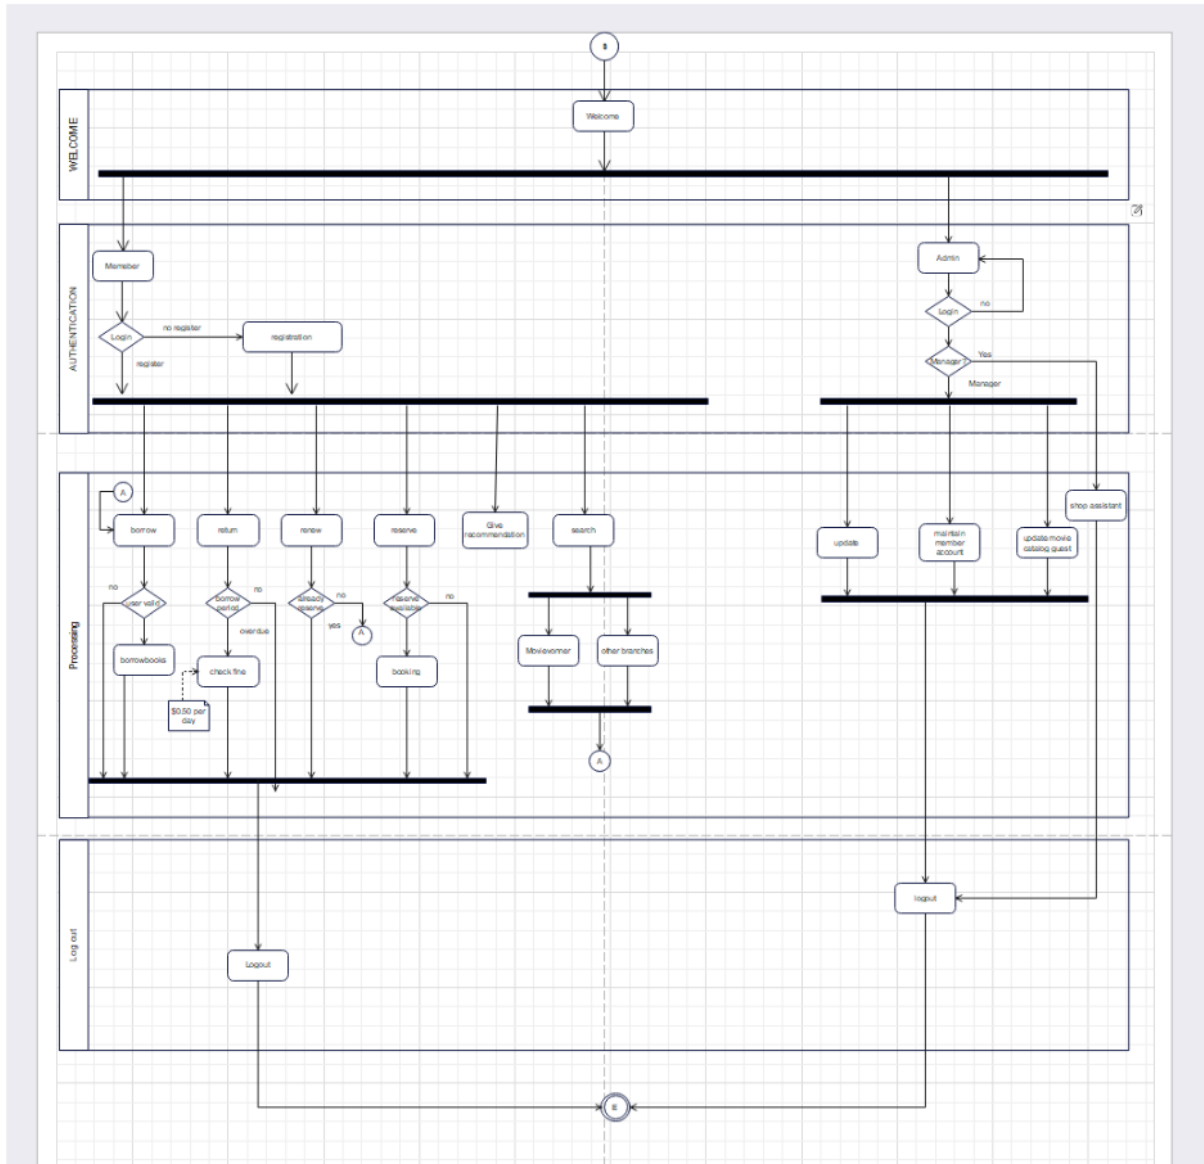 WELCOME
Welcome
AUTHENTICATION
Memeber
Admin
Login
no register
registration
register
no
Login
Manager?
Yes
Manager
Processing
A
borrow
return
renew
reserve
Give
recommendation
search
update
maintain
member
account
update movie
catalog guest
shop assistant
no
user valid
borrow
period
no
overdue
already
reserve
no
yes
A
reserve
available
no
borrowbooks
check fine
$0.50 per
day
booking
other branches
A
Log out
logout
Logout
E